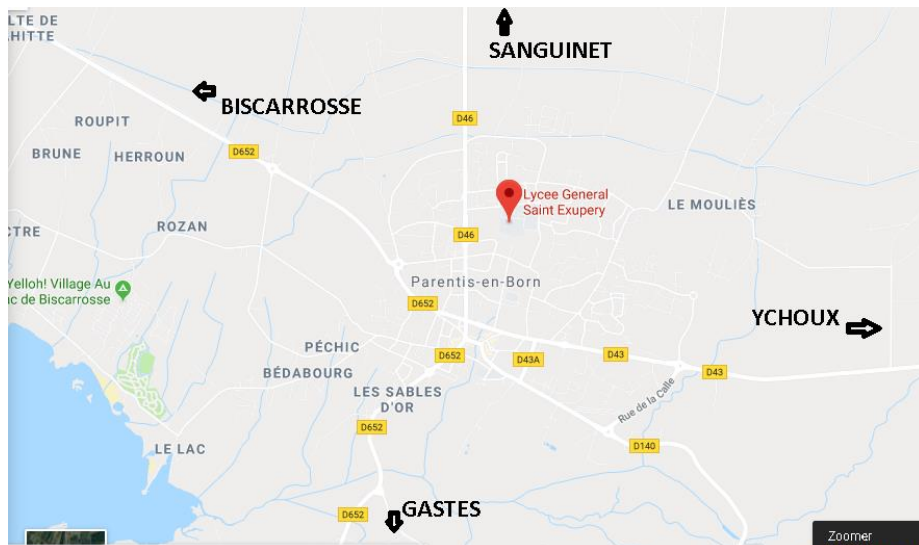 LTE DE
AHITTE
SANGUINET
BISCARROSSE
ROUPIT
D46
BRUNE
HERROUN
D652
Lycee General
Saint Exupery
LE MOULIÈS
CTRE
ROZAN
D46
Yelloh! Village Au
ac de Biscarrosse
Parentis-en-Born
D652
YCHOUX
PÉCHIC
D652
D43A
D43
D43
BÉDABOURG
LES SABLES
D'OR
Rue de la Calle
D652
LE LAC
D140
GASTES
D652
Zoomer